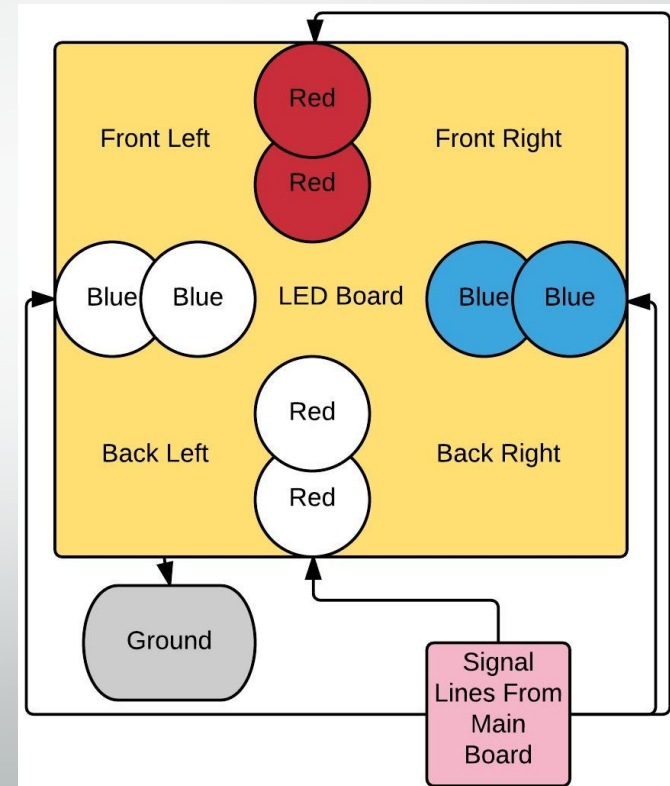 Red
Front Left
Front Right
Red
Blue
Blue
LED Board
Blue
Blue
Red
Back Left
Back Right
Red
Ground
Signal
Lines From
Main
Board